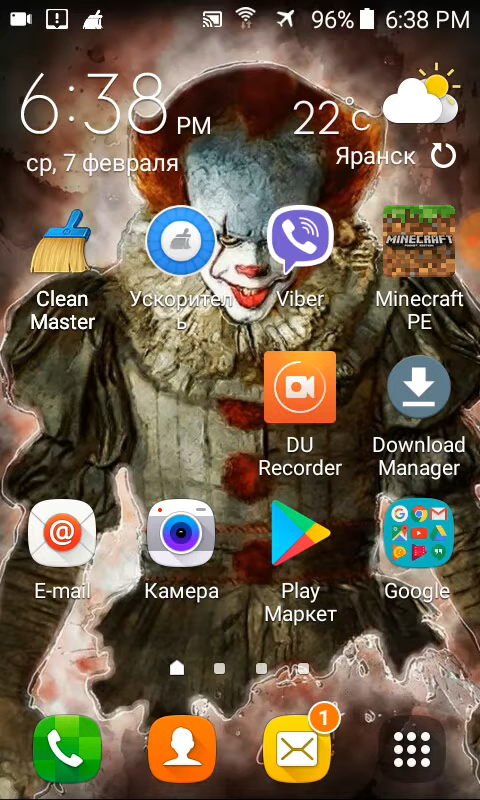 96% 6:38 PM
6:38 PM
22°C
ср, 7 февраля
Яранск
Clean Master
Ускоритель
Viber
MINECRAFT
Minecraft PE
DU Recorder
Download Manager
@
E-mail
Камера
Play Маркет
Google
1